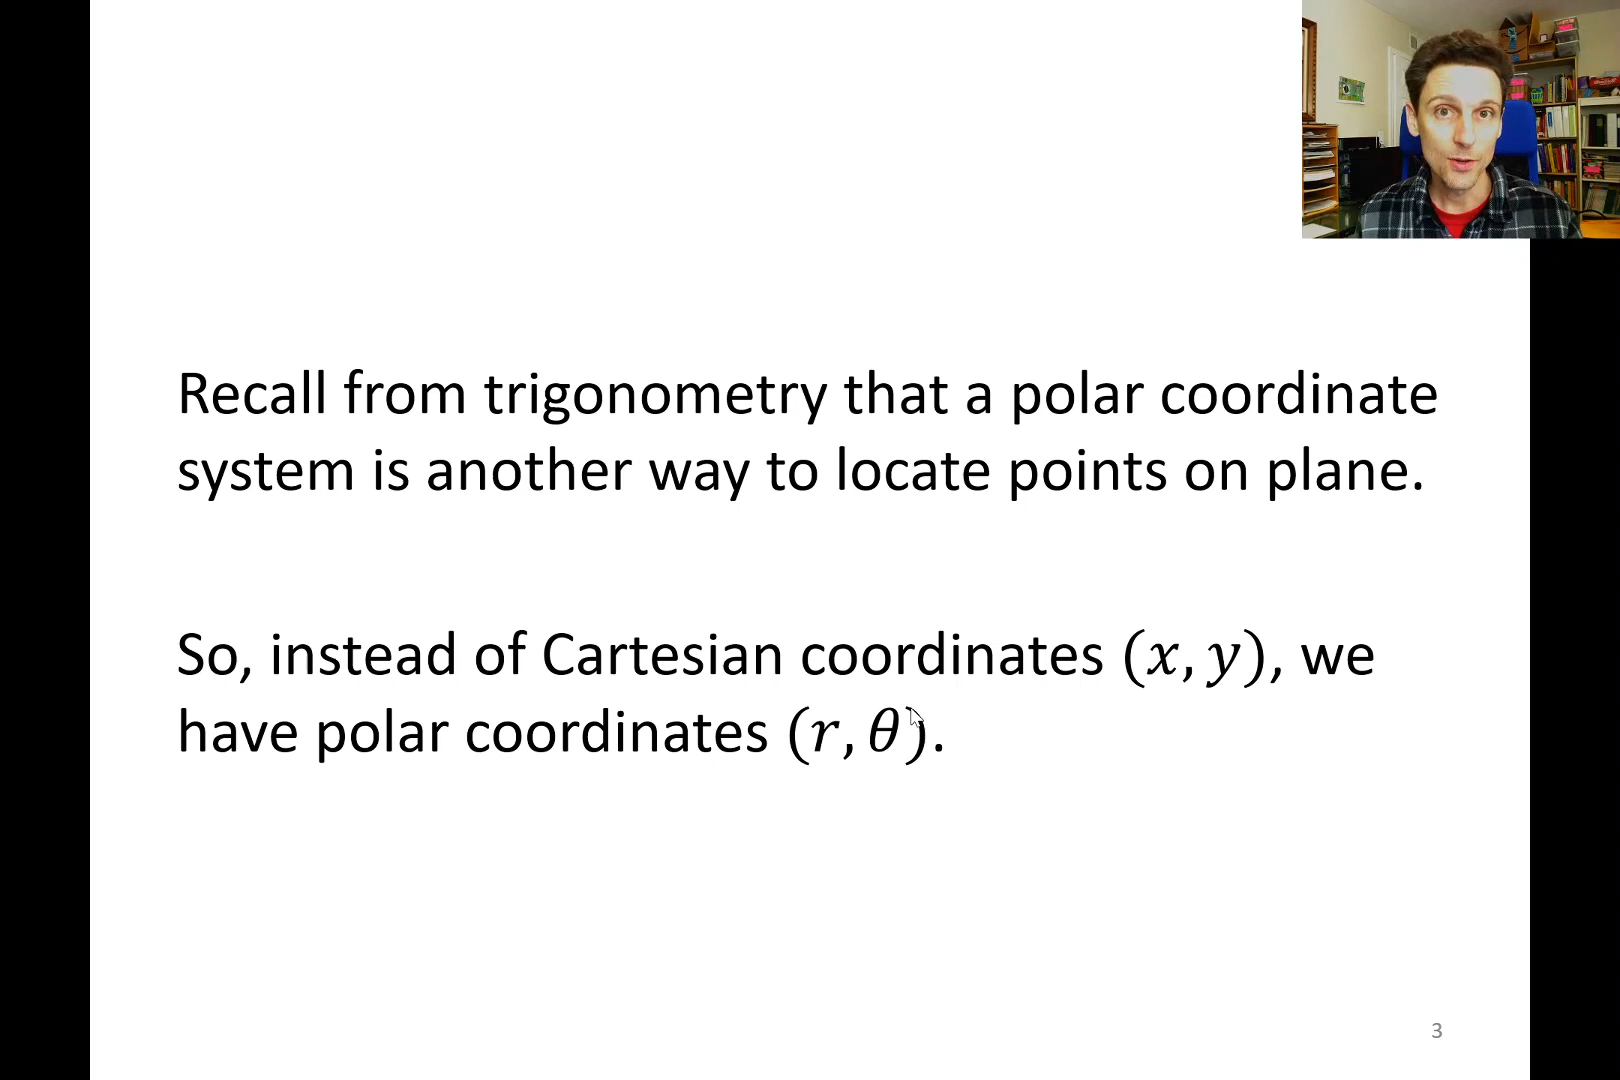 Recall from trigonometry that a polar coordinate
system is another way to locate points on plane.
So, instead of Cartesian coordinates (𝑥, 𝑦), we
have polar coordinates (𝑟, 𝜃).
3